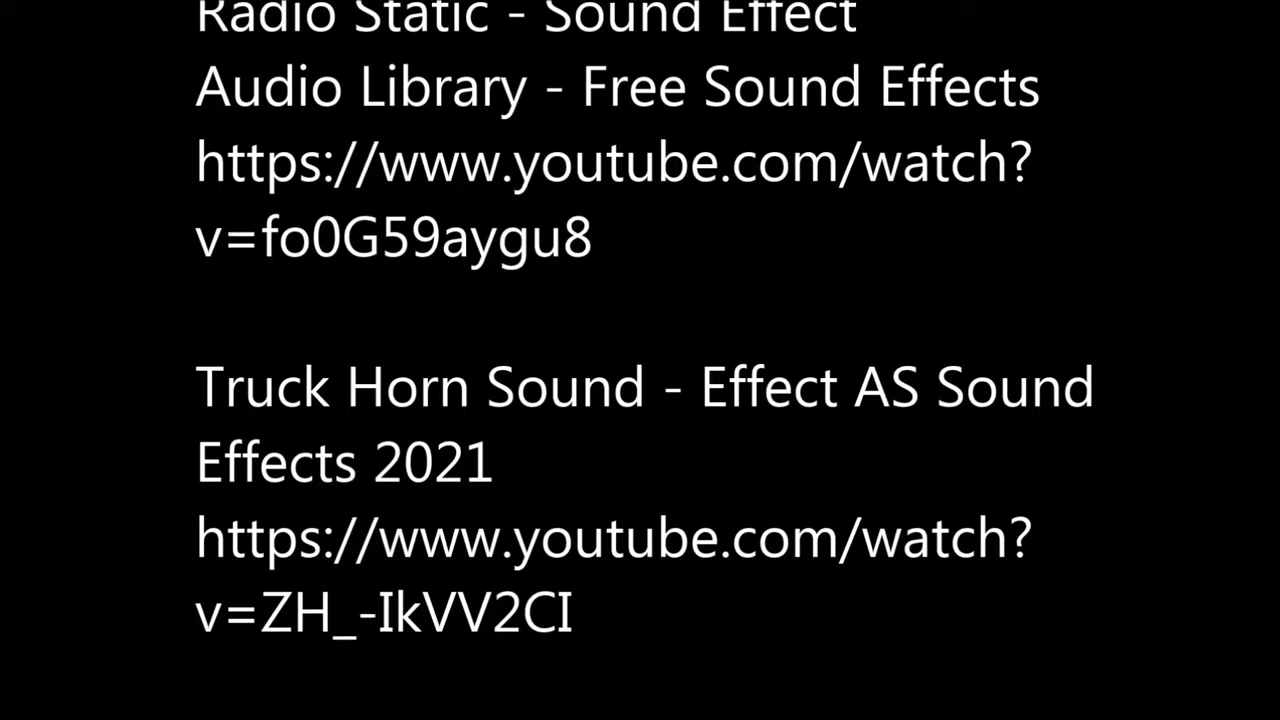 Radio Static - Sound Effect
Audio Library - Free Sound Effects
https://www.youtube.com/watch?
v=fo0G59aygu8
Truck Horn Sound - Effect AS Sound
Effects 2021
https://www.youtube.com/watch?
v=ZH_-IkVV2CI